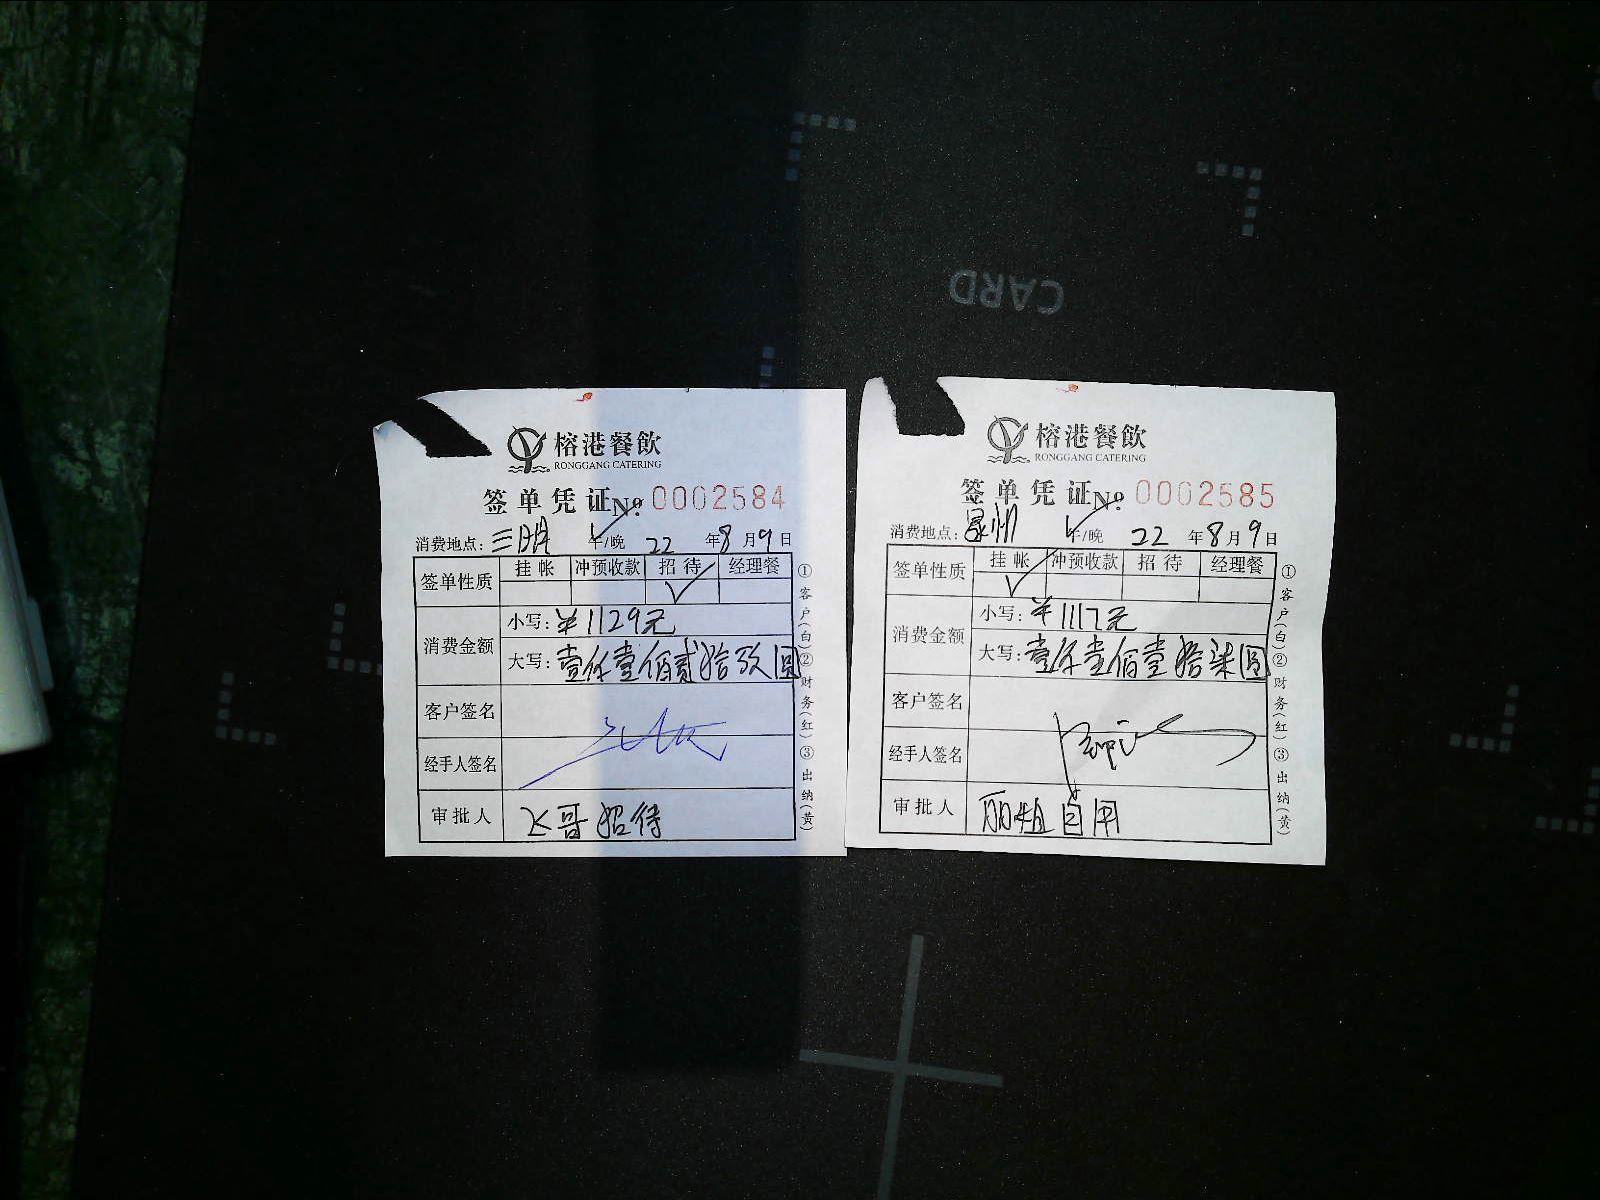 CARD
榕港餐飲
RONGGANG CATERING
签单凭证 No. 0002584
消费地点: 三明 午/晚 22 年 8 月 9 日
签单性质 挂帐 冲预收款 招待 经理餐
✓
消费金额
小写: ¥1129元
大写: 壹仟壹佰贰拾玖圆
客户签名
经手人签名
审批人 飞哥招待
①客户(白)②财务(红)③出纳(黄)
榕港餐飲
RONGGANG CATERING
签单凭证 No. 0002585
消费地点: 泉州 午/晚 22 年 8 月 9 日
签单性质 挂帐 冲预收款 招待 经理餐
✓
消费金额
小写: ¥1117元
大写: 壹仟壹佰壹拾柒圆
客户签名
经手人签名
审批人 丽姐自用
①客户(白)②财务(红)③出纳(黄)